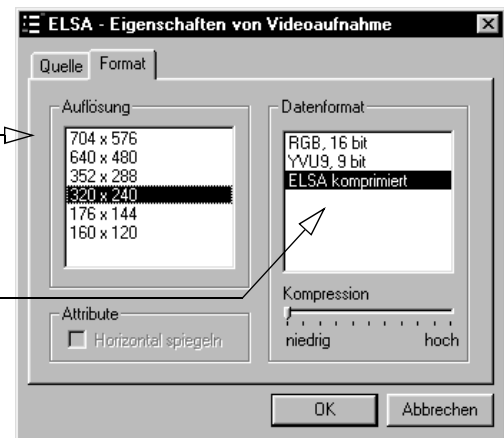 ELSA - Eigenschaften von Videoaufnahme
Quelle
Format
Auflösung
704 x 576
640 x 480
352 x 288
320 x 240
176 x 144
160 x 120
Attribute
Horizontal spiegeln
Datenformat
RGB, 16 bit
YVU9, 9 bit
ELSA komprimiert
Kompression
niedrig hoch
OK
Abbrechen